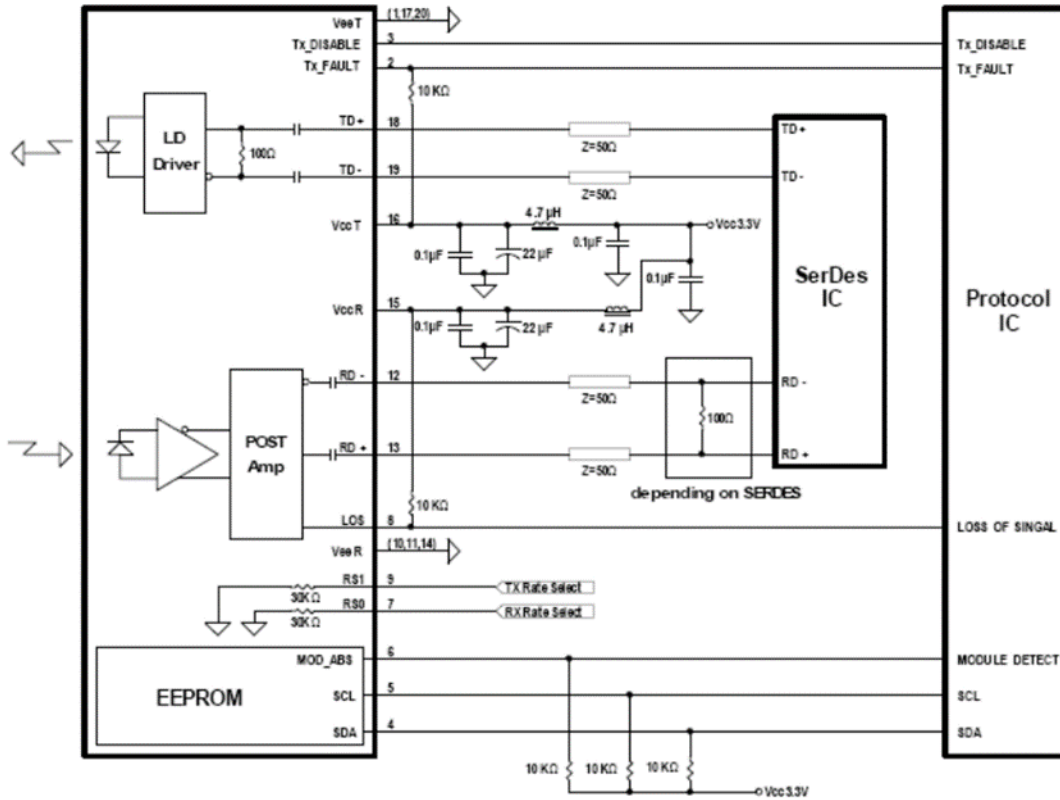 VeeT (1,17,20)
Tx_DISABLE 3 Tx_DISABLE
Tx_FAULT 2 Tx_FAULT
10 KΩ
LD
Driver
100Ω
TD+ 18 Z=50Ω TD+
TD- 19 Z=50Ω TD-
VccT 16 4.7 μH Vcc3.3V
0.1μF 22 μF 0.1μF 0.1μF
SerDes
IC
Protocol
IC
VccR 15
0.1μF 22 μF 4.7 μH
RD - 12 Z=50Ω RD -
100Ω
POST
Amp
RD + 13 Z=50Ω RD +
depending on SERDES
10 KΩ
LOS 8 LOSS OF SINGAL
VeeR (10,11,14)
RS1 9 TX Rate Select
30KΩ
RS0 7 RX Rate Select
30KΩ
MOD_ABS 6 MODULE DETECT
EEPROM
SCL 5 SCL
SDA 4 SDA
10 KΩ 10 KΩ 10 KΩ
Vcc3.3V